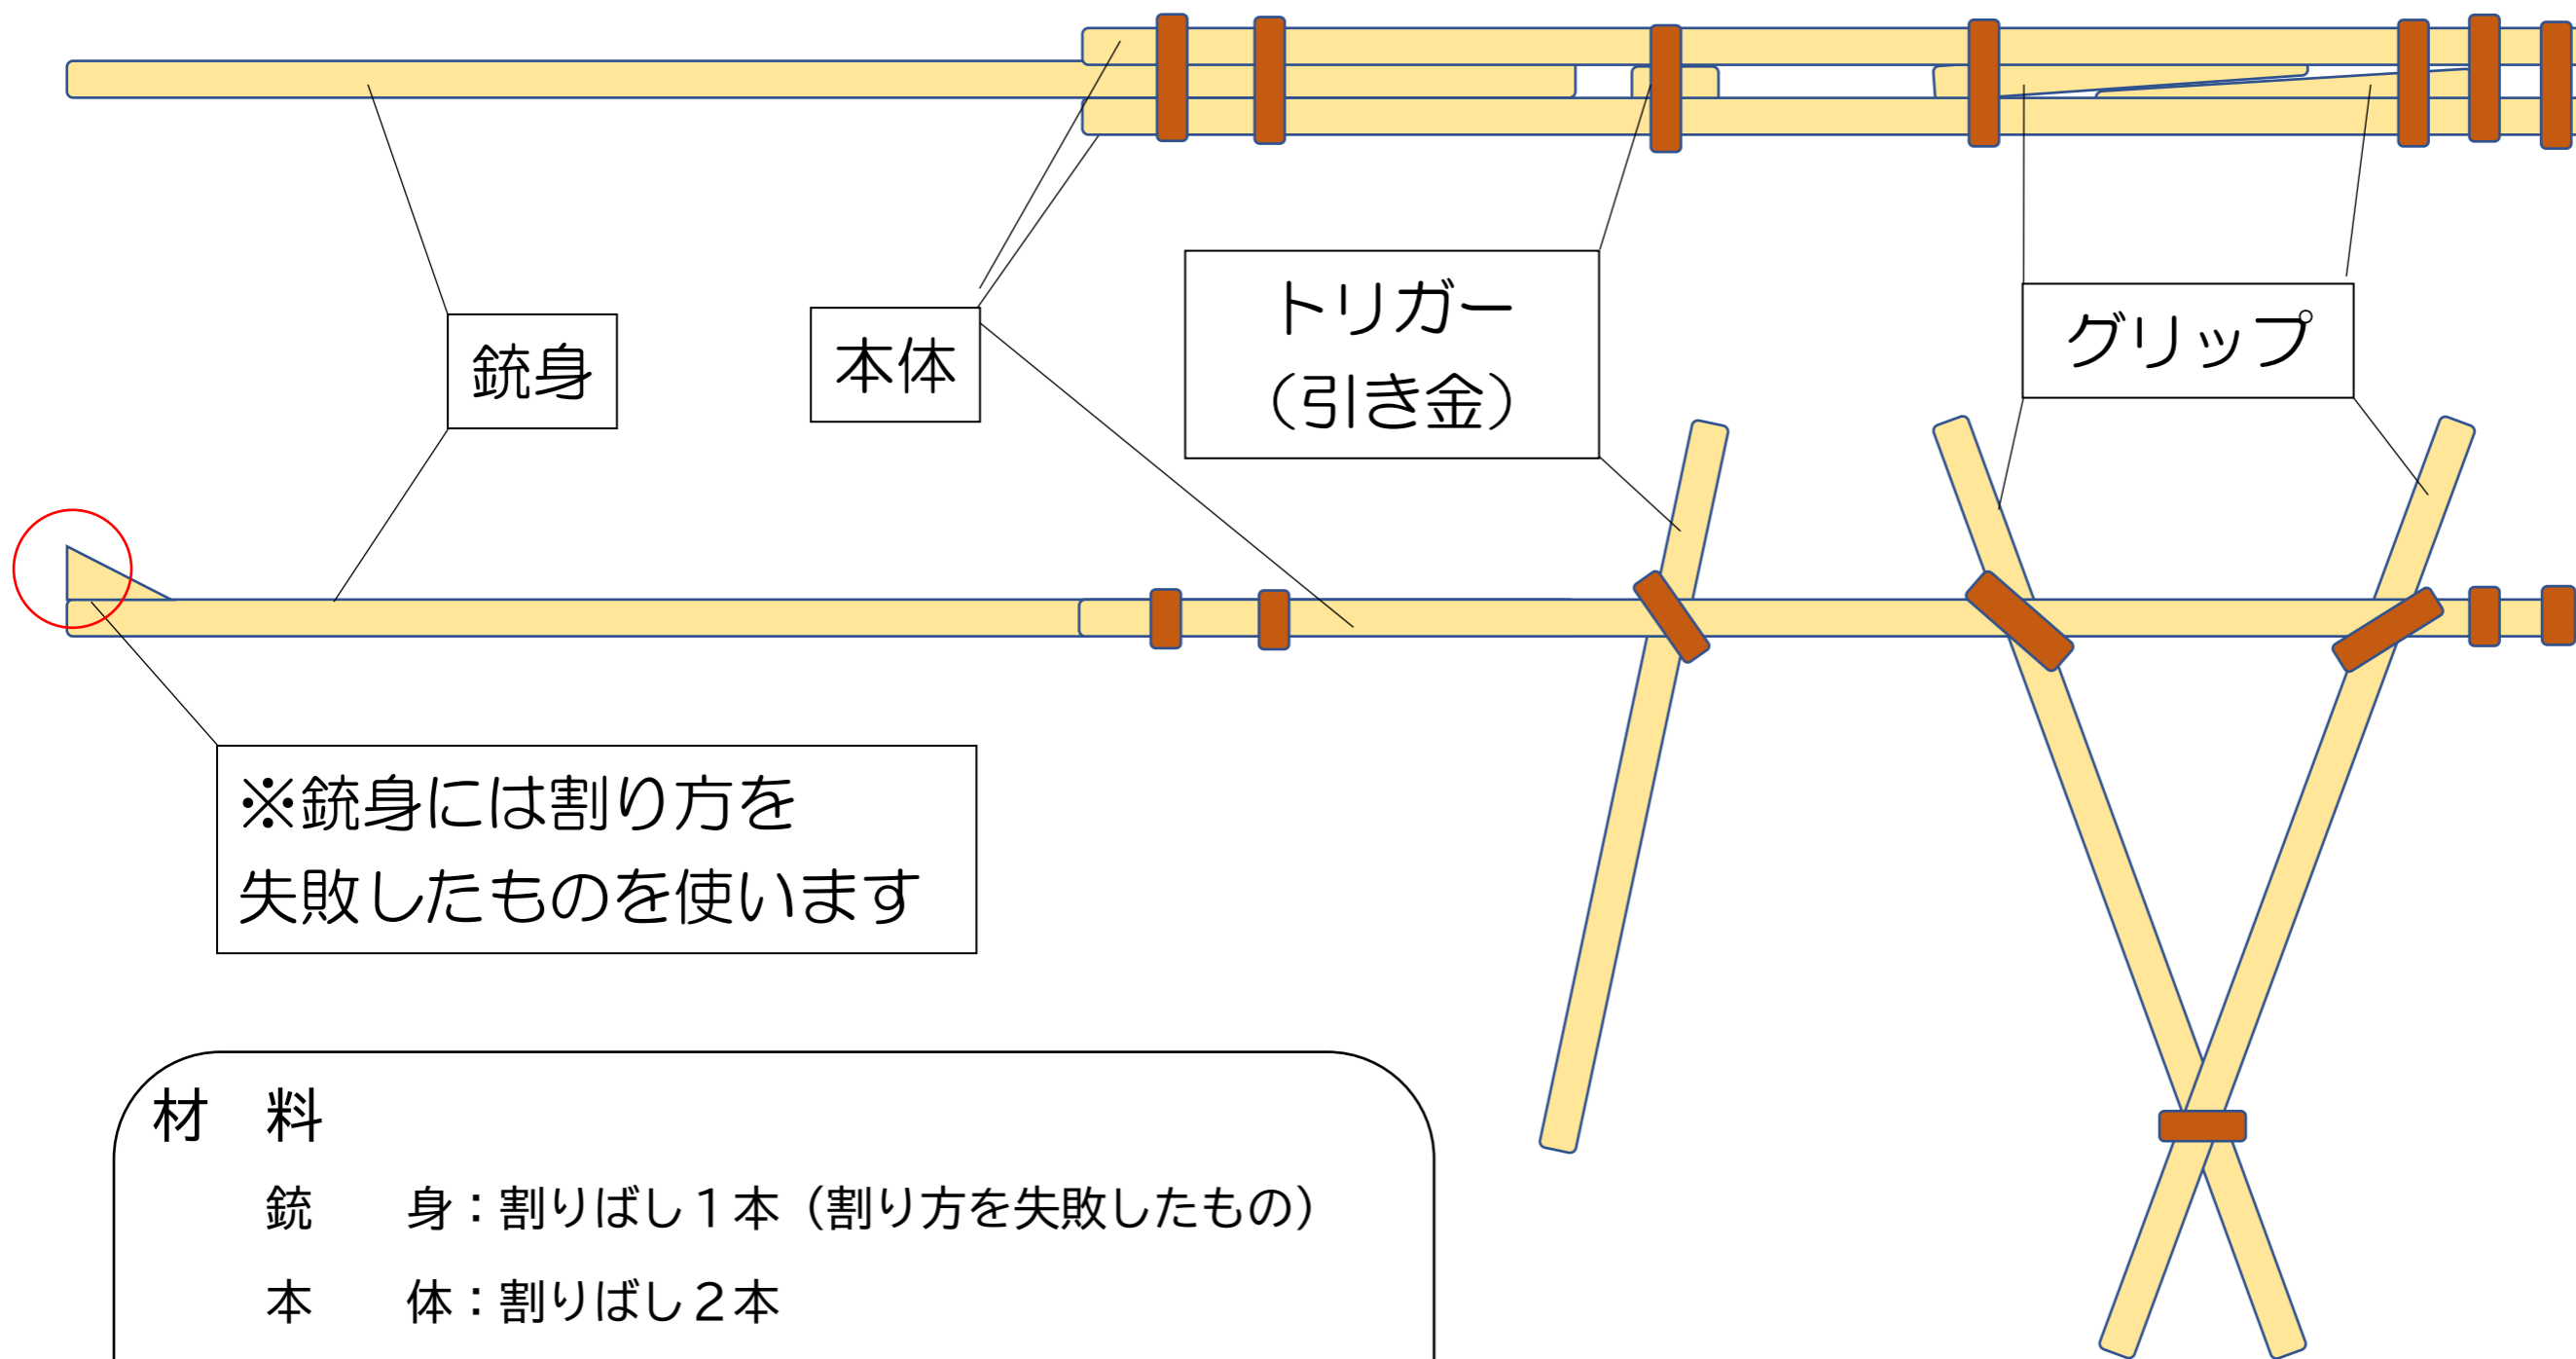 銃身
本体
トリガー
（引き金）
グリップ
※銃身には割り方を
失敗したものを使います
材　料
銃　　身：割りばし１本（割り方を失敗したもの）
本　　体：割りばし２本